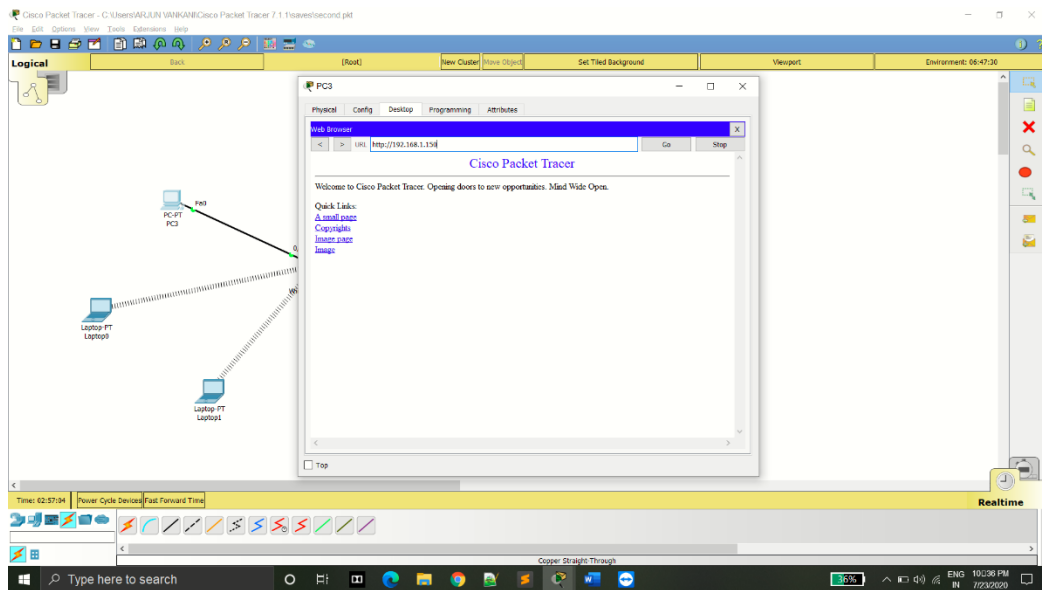 Cisco Packet Tracer - C:\Users\ARJUN VANKANI\Cisco Packet Tracer 7.1.1\saves\second.pkt
File Edit Options View Tools Extensions Help
Logical Back [Root] New Cluster Move Object Set Tiled Background Viewport Environment: 06:47:30
PC3
Physical Config Desktop Programming Attributes
Web Browser X
< > URL http://192.168.1.150 Go Stop
Cisco Packet Tracer
Welcome to Cisco Packet Tracer. Opening doors to new opportunities. Mind Wide Open.
Quick Links:
A small page
Copyrights
Image page
Image
Top
Fa0
PC-PT
PC3
Laptop-PT
Laptop0
Laptop-PT
Laptop1
Time: 02:57:04 Power Cycle Devices Fast Forward Time Realtime
Copper Straight-Through
Type here to search 36% ENG 10:36 PM
IN 7/23/2020